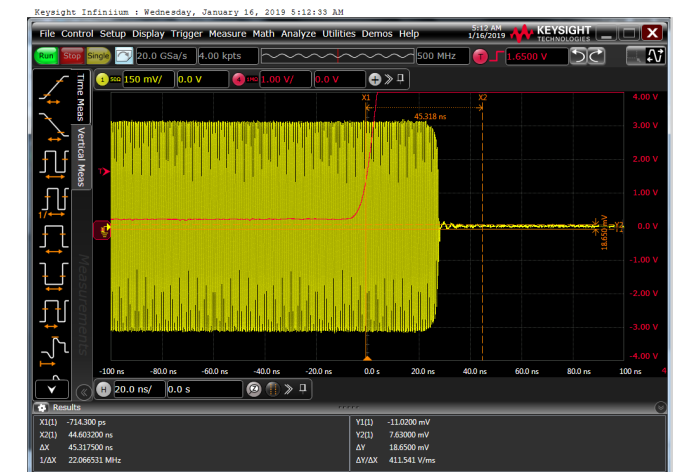 Keysight Infiniium : Wednesday, January 16, 2019 5:12:33 AM
File Control Setup Display Trigger Measure Math Analyze Utilities Demos Help
5:12 AM
1/16/2019
KEYSIGHT
TECHNOLOGIES
Run Stop Single 20.0 GSa/s 4.00 kpts 500 MHz T 1.6500 V
1 50Ω 150 mV/ 0.0 V 4 1.00 V/ 0.0 V
Time Meas
Vertical Meas
Measurements
X1 X2
45.318 ns
4.00 V
3.00 V
2.00 V
1.00 V
0.0 V
-1.00 V
-2.00 V
-3.00 V
-4.00 V
18.650 mV
1/
-100 ns -80.0 ns -60.0 ns -40.0 ns -20.0 ns 0.0 s 20.0 ns 40.0 ns 60.0 ns 80.0 ns 100 ns 4
H 20.0 ns/ 0.0 s
Results
X1(1) -714.300 ps Y1(1) -11.0200 mV
X2(1) 44.603200 ns Y2(1) 7.63000 mV
ΔX 45.317500 ns ΔY 18.6500 mV
1/ΔX 22.066531 MHz ΔY/ΔX 411.541 V/ms